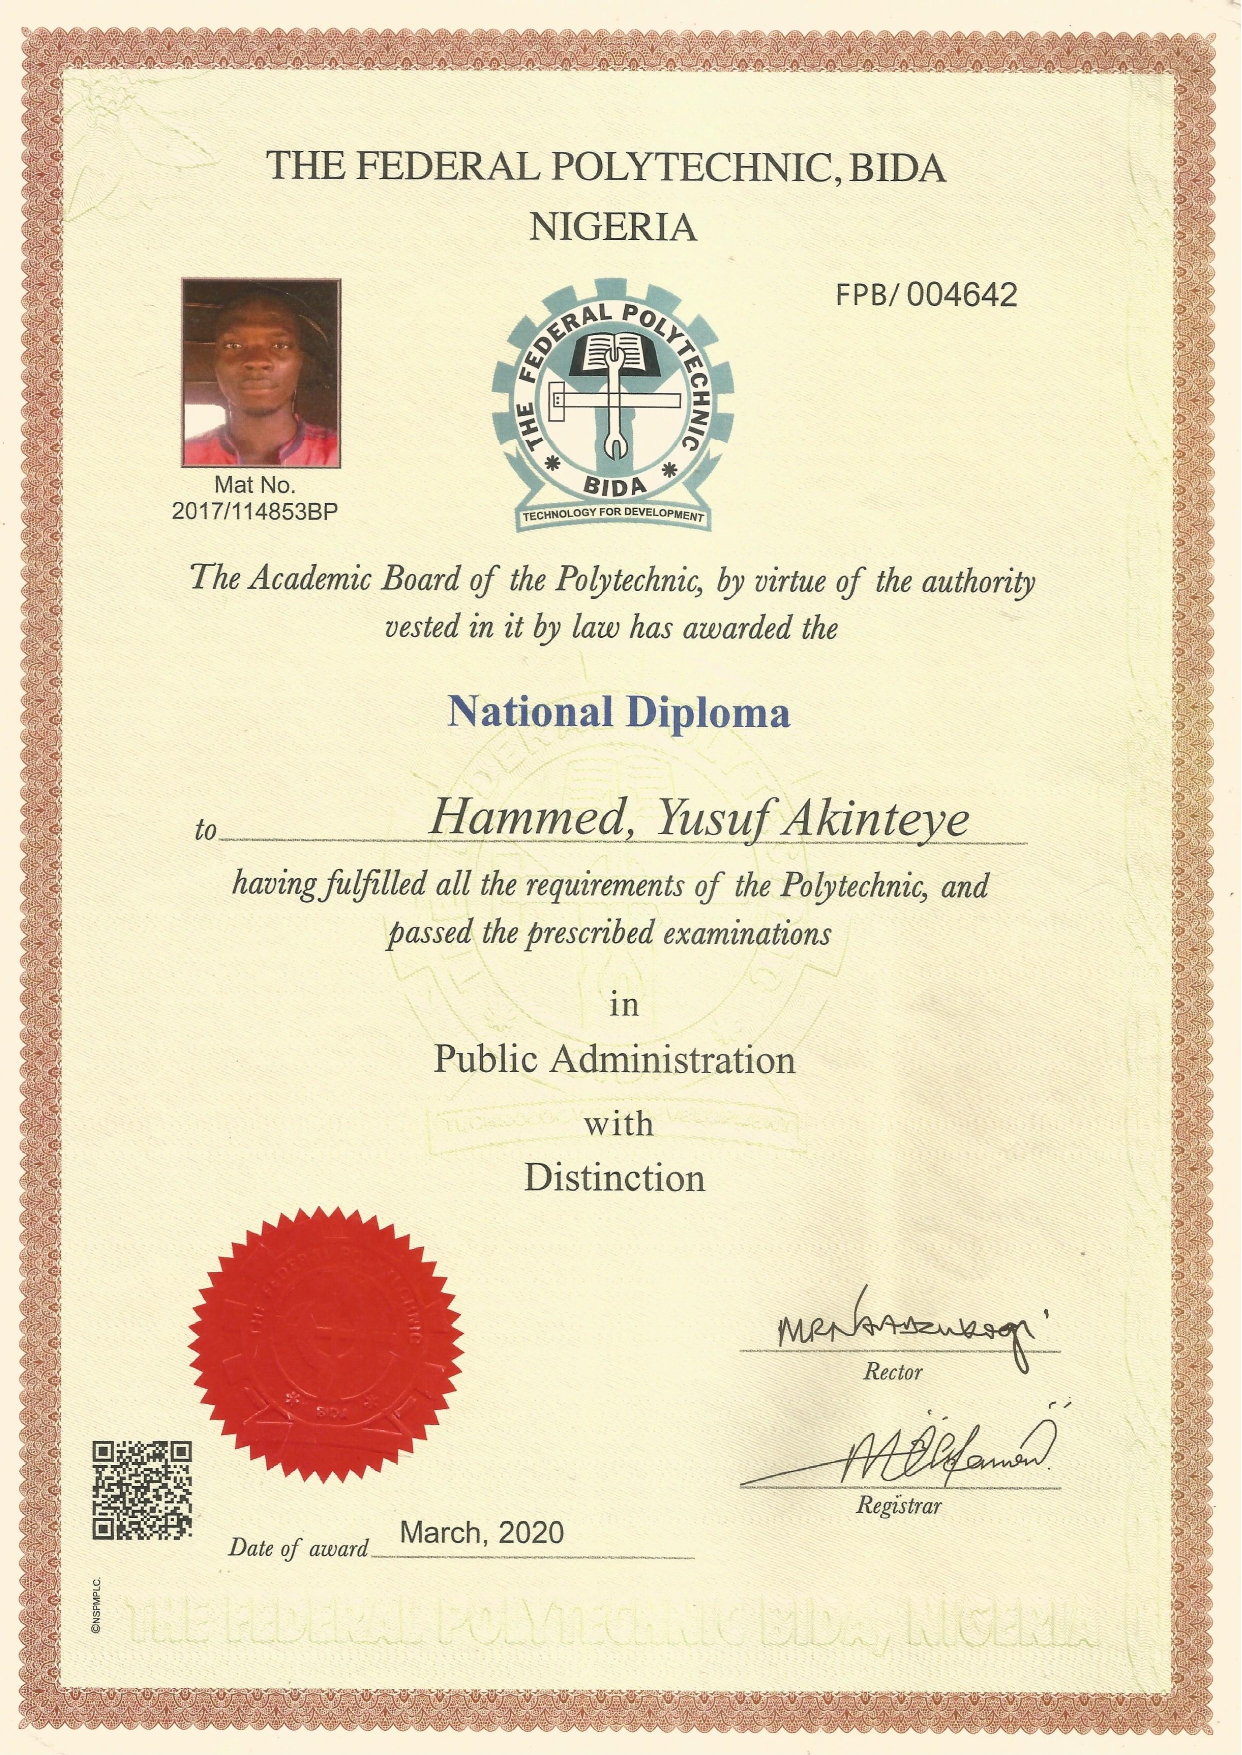 THE FEDERAL POLYTECHNIC, BIDA
NIGERIA
FPB/ 004642
THE FEDERAL POLYTECHNIC
BIDA
TECHNOLOGY FOR DEVELOPMENT
Mat No.
2017/114853BP
The Academic Board of the Polytechnic, by virtue of the authority
vested in it by law has awarded the
National Diploma
to Hammed, Yusuf Akinteye
having fulfilled all the requirements of the Polytechnic, and
passed the prescribed examinations
in
Public Administration
with
Distinction
THE FEDERAL POLYTECHNIC
BIDA
Rector
Registrar
Date of award March, 2020
©NSPMPLC.
THE FEDERAL POLYTECHNIC BIDA, NIGERIA